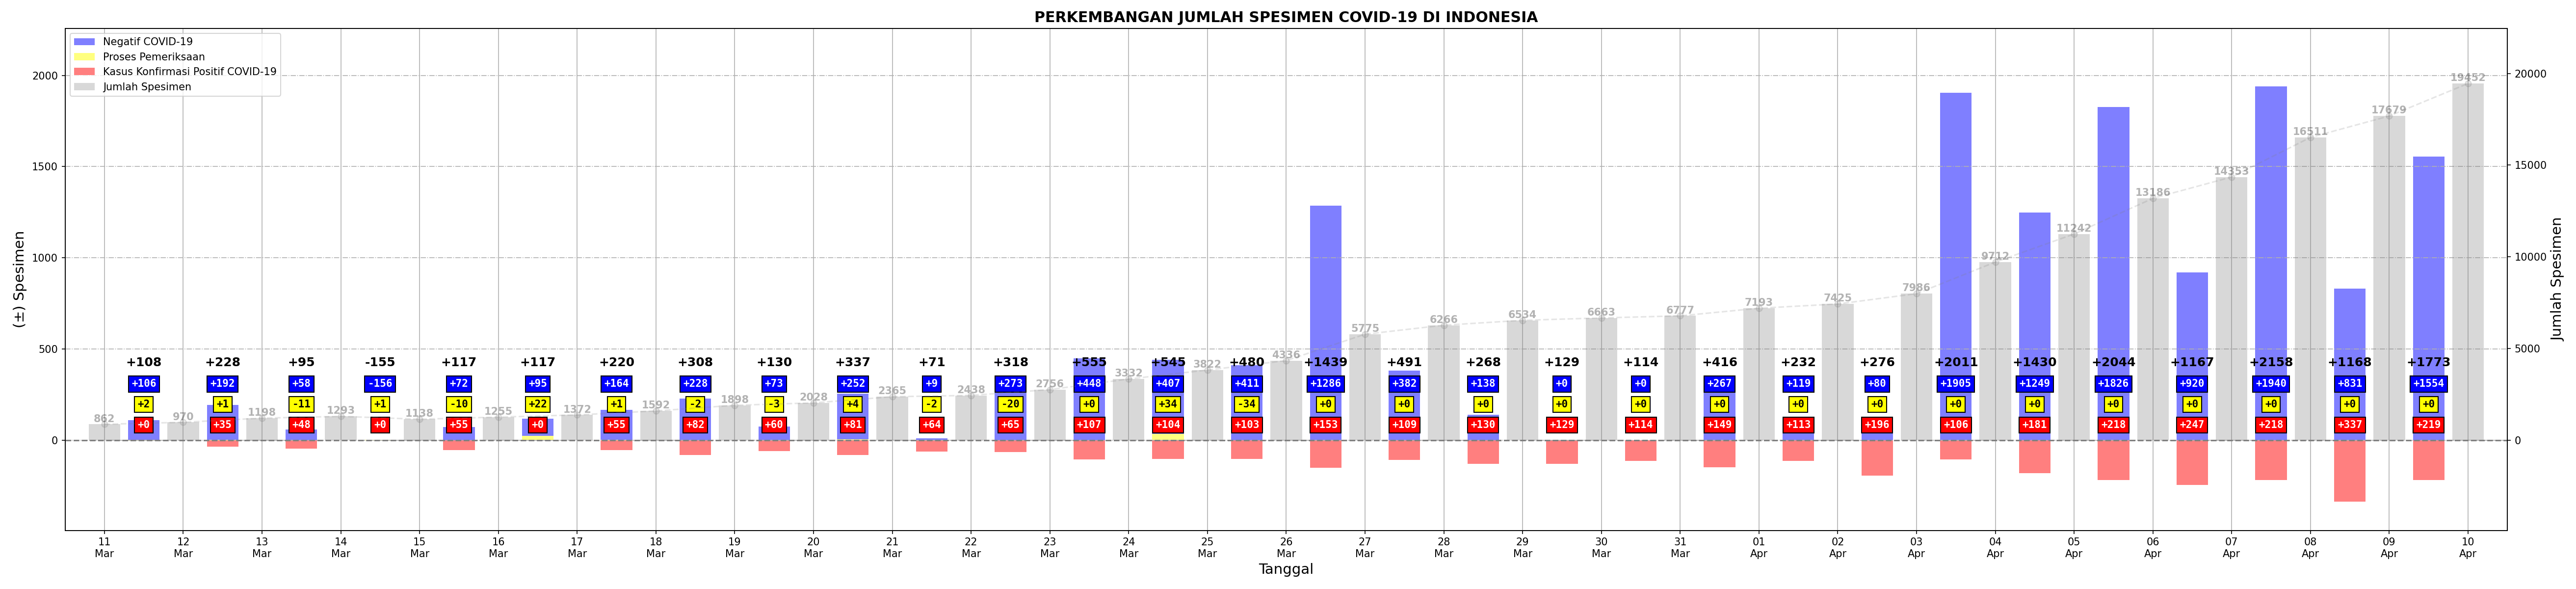 PERKEMBANGAN JUMLAH SPESIMEN COVID-19 DI INDONESIA
Negatif COVID-19
Proses Pemeriksaan
Kasus Konfirmasi Positif COVID-19
Jumlah Spesimen
(±) Spesimen
2000
1500
1000
500
0
Jumlah Spesimen
20000
15000
10000
5000
0
862 970 1198 1293 1138 1255 1372 1592 1898 2028 2365 2438 2756 3332 3822 4336 5775 6266 6534 6663 6777 7193 7425 7986 9712 11242 13186 14353 16511 17679 19452
+108 +228 +95 -155 +117 +117 +220 +308 +130 +337 +71 +318 +555 +545 +480 +1439 +491 +268 +129 +114 +416 +232 +276 +2011 +1430 +2044 +1167 +2158 +1168 +1773
+106 +192 +58 -156 +72 +95 +164 +228 +73 +252 +9 +273 +448 +407 +411 +1286 +382 +138 +0 +0 +267 +119 +80 +1905 +1249 +1826 +920 +1940 +831 +1554
+2 +1 -11 +1 -10 +22 +1 -2 -3 +4 -2 -20 +0 +34 -34 +0 +0 +0 +0 +0 +0 +0 +0 +0 +0 +0 +0 +0 +0 +0
+0 +35 +48 +0 +55 +0 +55 +82 +60 +81 +64 +65 +107 +104 +103 +153 +109 +130 +129 +114 +149 +113 +196 +106 +181 +218 +247 +218 +337 +219
11 12 13 14 15 16 17 18 19 20 21 22 23 24 25 26 27 28 29 30 31 01 02 03 04 05 06 07 08 09 10
Mar Mar Mar Mar Mar Mar Mar Mar Mar Mar Mar Mar Mar Mar Mar Mar Mar Mar Mar Mar Mar Apr Apr Apr Apr Apr Apr Apr Apr Apr Apr
Tanggal